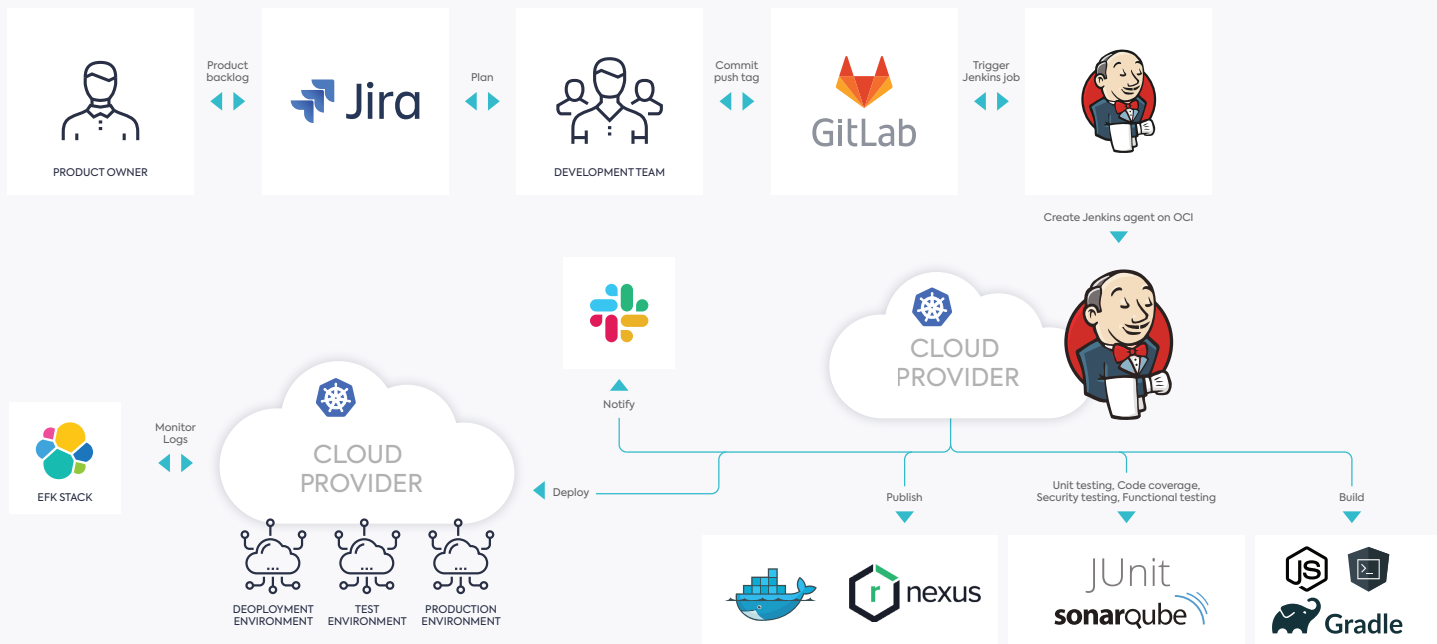 Product
backlog
Jira
Plan
Commit
push tag
GitLab
Trigger
Jenkins job
PRODUCT OWNER
DEVELOPMENT TEAM
Create Jenkins agent on OCI
CLOUD
PROVIDER
Notify
Monitor
Logs
EFK STACK
CLOUD
PROVIDER
Deploy
Publish
Unit testing, Code coverage,
Security testing, Functional testing
Build
DEOPLOYMENT
ENVIRONMENT
TEST
ENVIRONMENT
PRODUCTION
ENVIRONMENT
r nexus
JUnit
sonarqube
JS
>_
Gradle